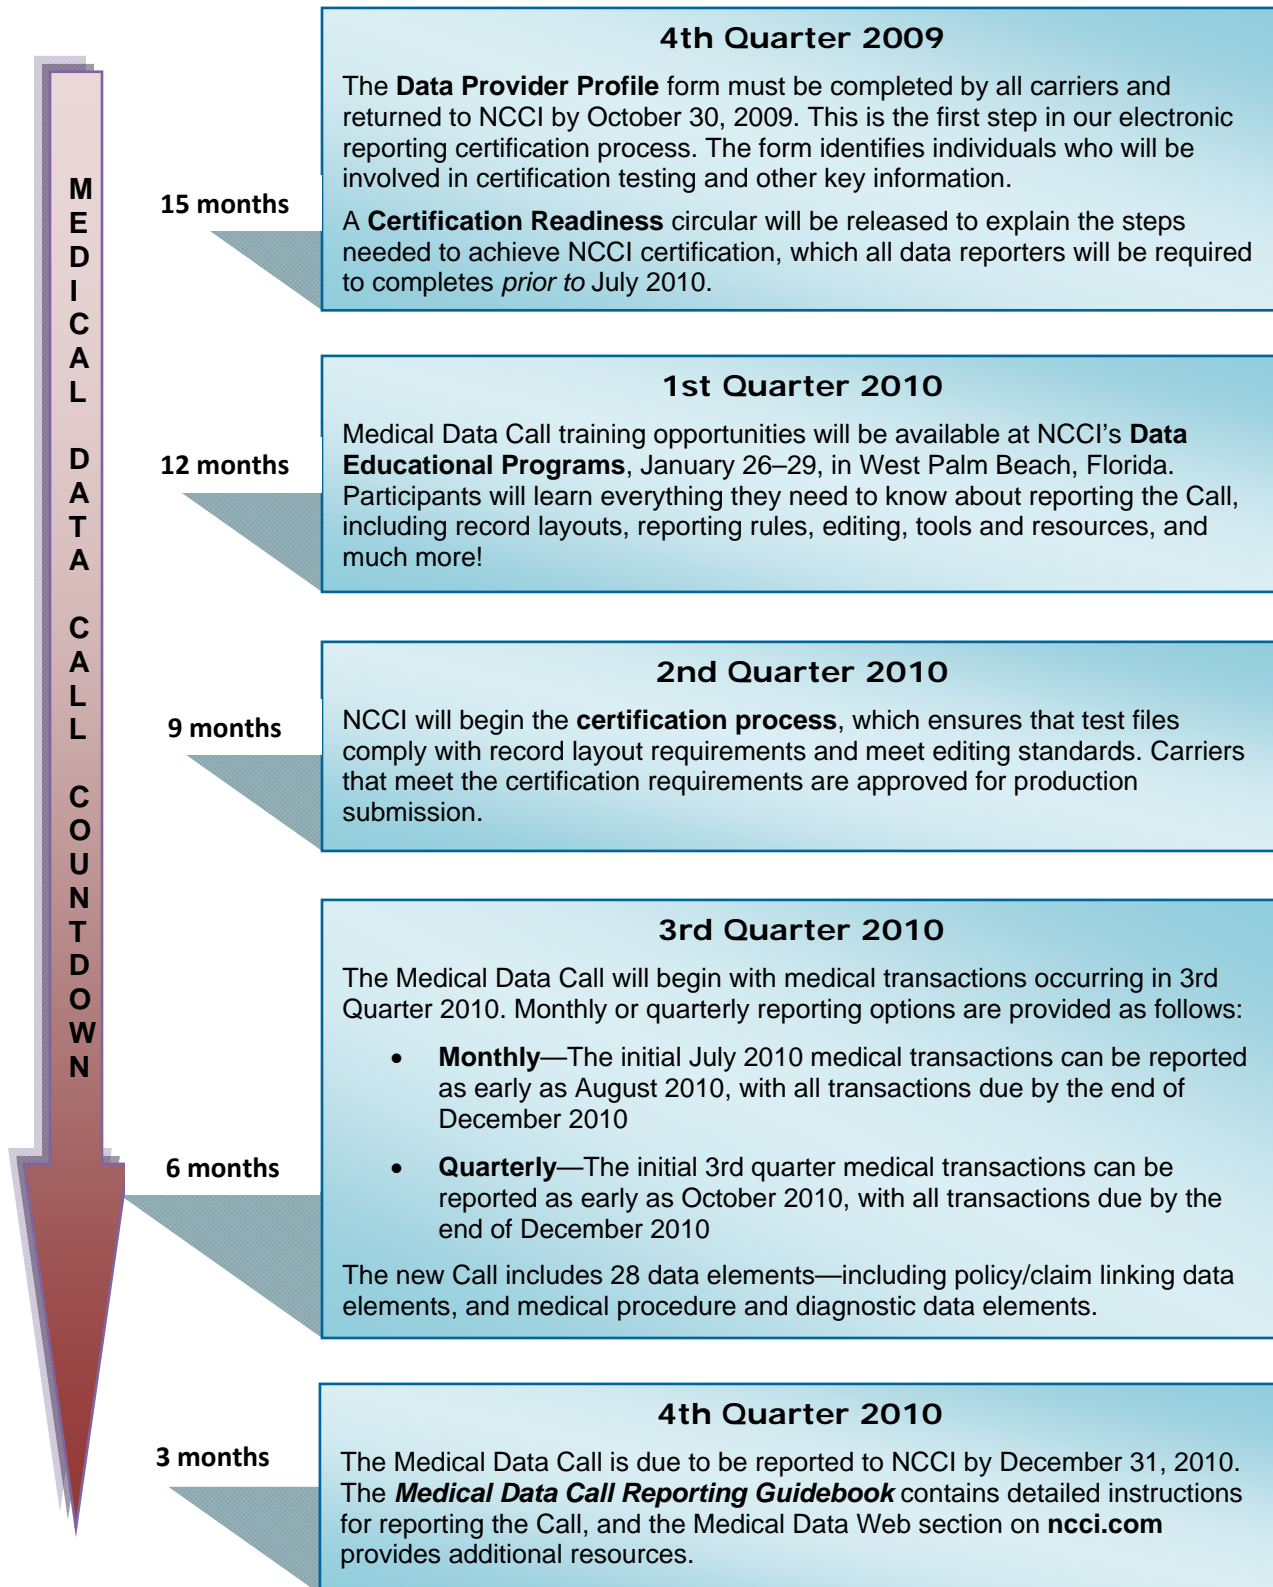 MEDICAL DATA CALL COUNTDOWN
4th Quarter 2009
The Data Provider Profile form must be completed by all carriers and
returned to NCCI by October 30, 2009. This is the first step in our electronic
reporting certification process. The form identifies individuals who will be
involved in certification testing and other key information.
15 months
A Certification Readiness circular will be released to explain the steps
needed to achieve NCCI certification, which all data reporters will be required
to completes prior to July 2010.
1st Quarter 2010
Medical Data Call training opportunities will be available at NCCI’s Data
12 months
Educational Programs, January 26–29, in West Palm Beach, Florida.
Participants will learn everything they need to know about reporting the Call,
including record layouts, reporting rules, editing, tools and resources, and
much more!
2nd Quarter 2010
9 months
NCCI will begin the certification process, which ensures that test files
comply with record layout requirements and meet editing standards. Carriers
that meet the certification requirements are approved for production
submission.
3rd Quarter 2010
The Medical Data Call will begin with medical transactions occurring in 3rd
Quarter 2010. Monthly or quarterly reporting options are provided as follows:
• Monthly—The initial July 2010 medical transactions can be reported
as early as August 2010, with all transactions due by the end of
December 2010
6 months
• Quarterly—The initial 3rd quarter medical transactions can be
reported as early as October 2010, with all transactions due by the
end of December 2010
The new Call includes 28 data elements—including policy/claim linking data
elements, and medical procedure and diagnostic data elements.
4th Quarter 2010
3 months
The Medical Data Call is due to be reported to NCCI by December 31, 2010.
The Medical Data Call Reporting Guidebook contains detailed instructions
for reporting the Call, and the Medical Data Web section on ncci.com
provides additional resources.